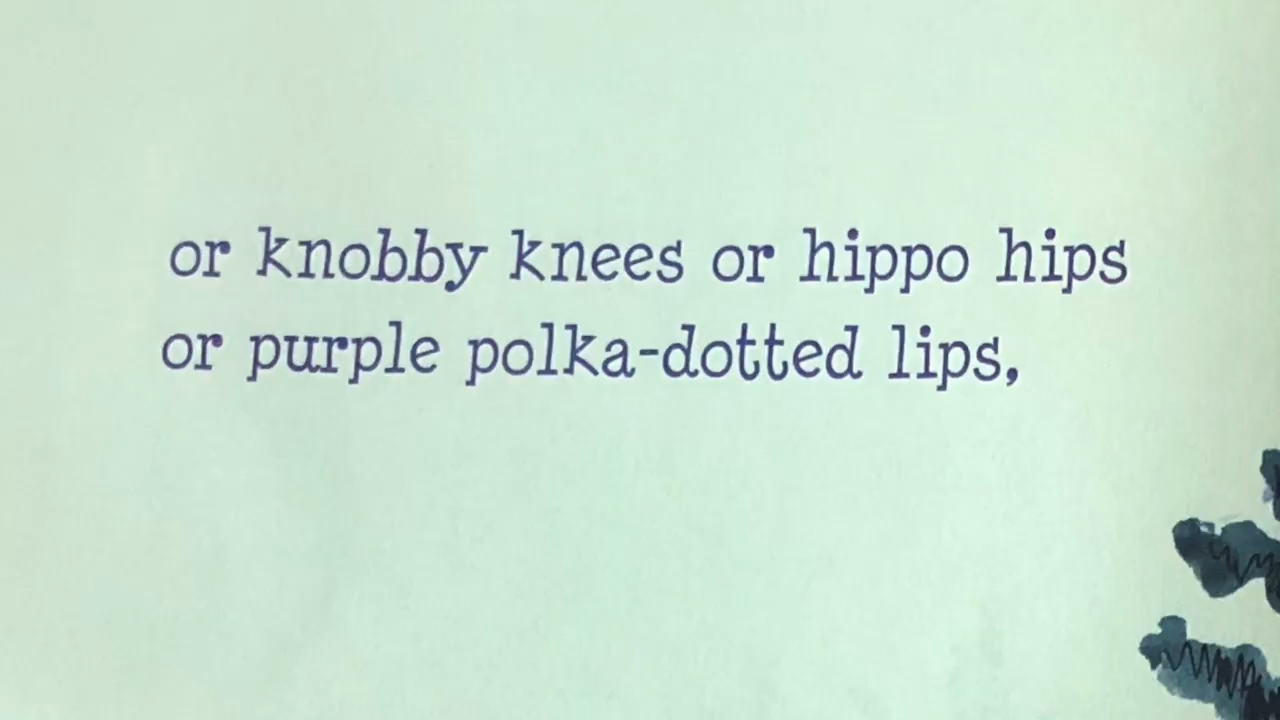 or knobby knees or hippo hips
or purple polka-dotted lips,